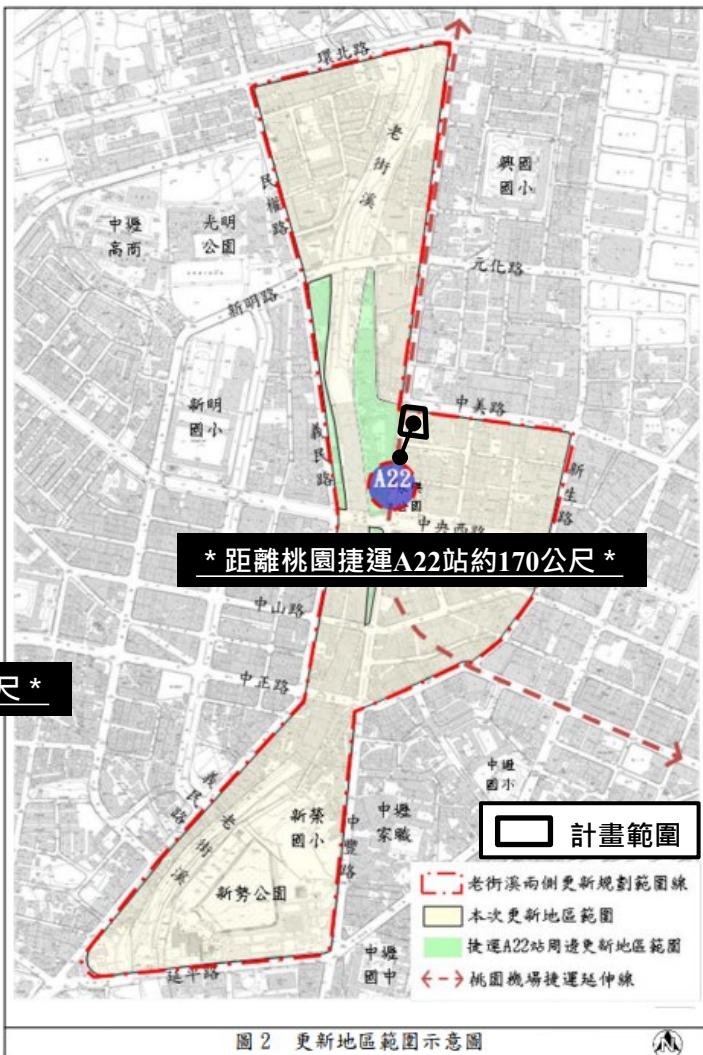 環北路
老街溪
興國
國小
民權路
中壢
高商
光明
公園
元化路
新明路
新明
國小
中美路
義民路
A22
新生路
公園
中央西路
*距離桃園捷運A22站約170公尺*
中山路
尺*
中正路
中壢
國小
義民路
老街溪
新榮
國小
中豐路
中壢
家職
計畫範圍
新勢公園
老街溪兩側更新規劃範圍線
本次更新地區範圍
捷運A22站周邊更新地區範圍
桃園機場捷運延伸線
中壢
國中
延平路
圖2 更新地區範圍示意圖
N